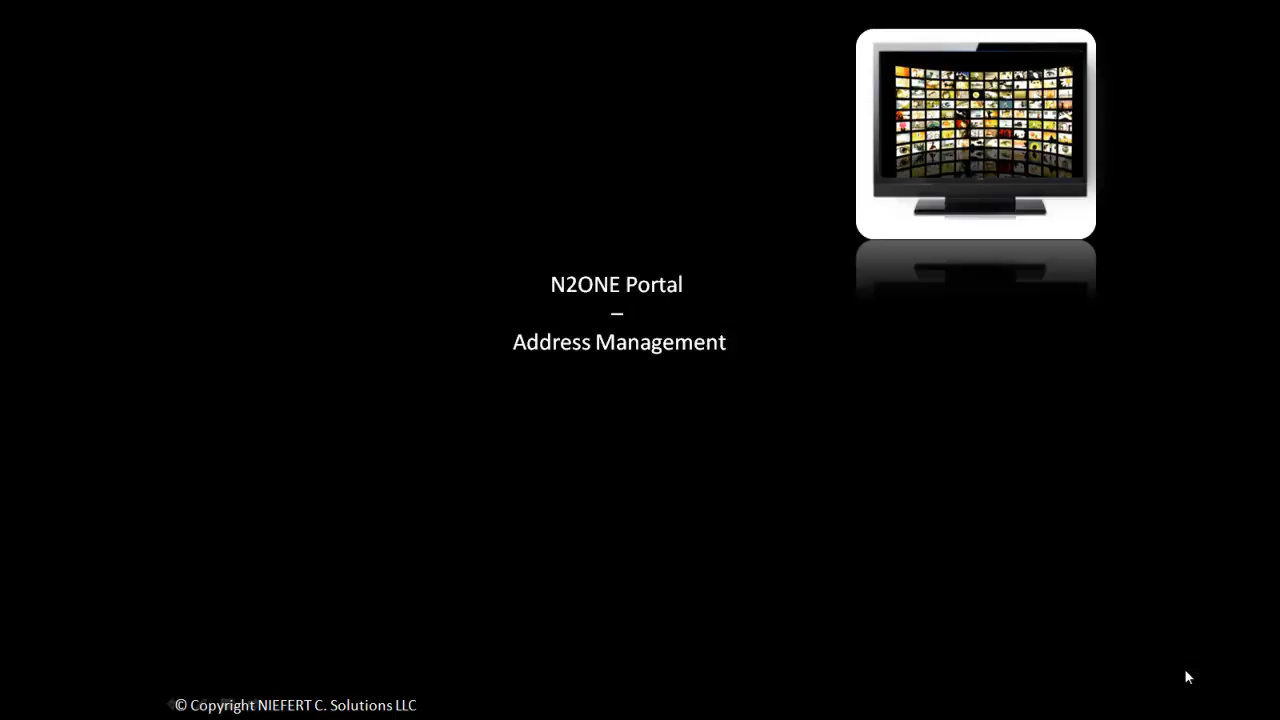 N2ONE Portal
–
Address Management
© Copyright NIEFERT C. Solutions LLC